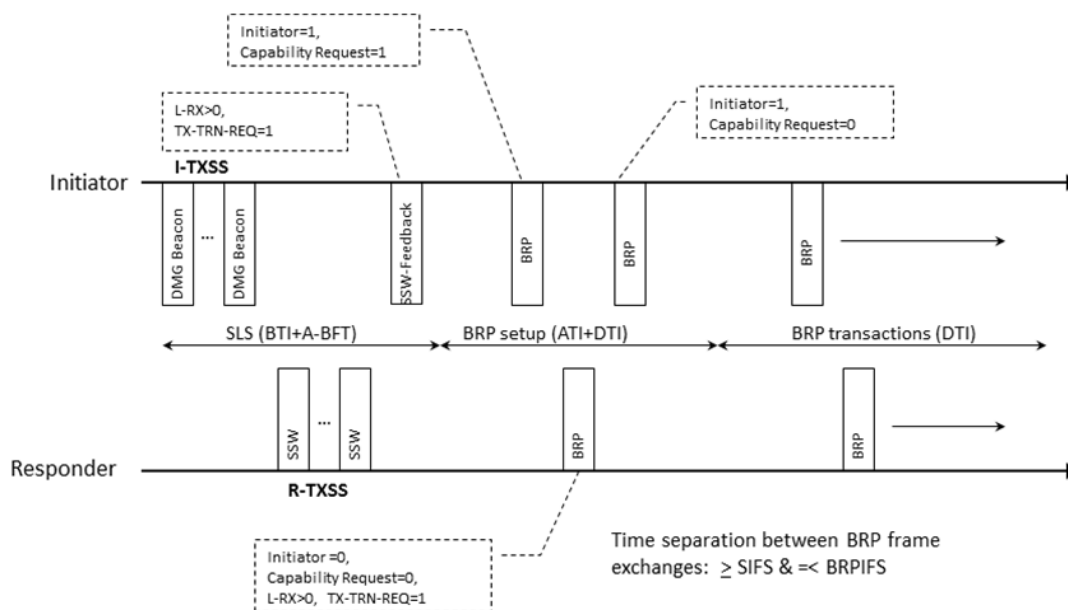 Initiator=1,
Capability Request=1
L-RX>0,
TX-TRN-REQ=1
Initiator=1,
Capability Request=0
I-TXSS
Initiator
DMG Beacon
...
DMG Beacon
SSW-Feedback
BRP
BRP
BRP
SLS (BTI+A-BFT)
BRP setup (ATI+DTI)
BRP transactions (DTI)
SSW
...
SSW
BRP
BRP
Responder
R-TXSS
Initiator =0,
Capability Request=0,
L-RX>0, TX-TRN-REQ=1
Time separation between BRP frame
exchanges: ≥ SIFS & =< BRPIFS